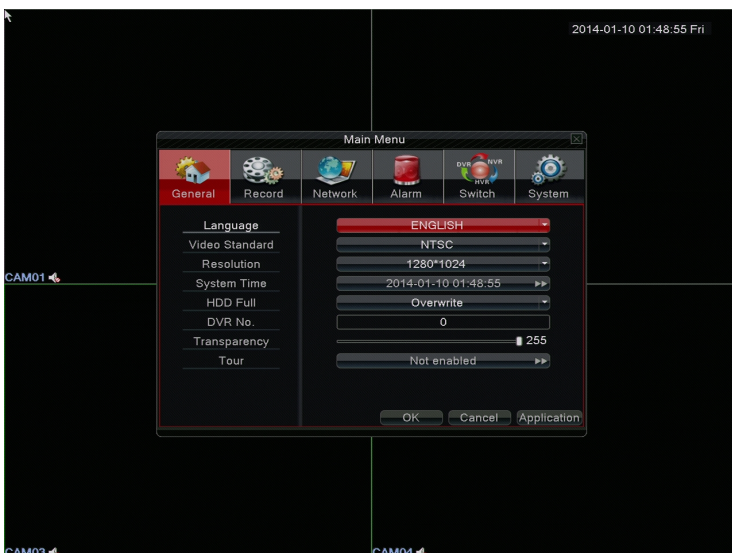 2014-01-10 01:48:55 Fri
Main Menu
General Record Network Alarm DVR NVR HVR Switch System
Language ENGLISH
Video Standard NTSC
Resolution 1280*1024
System Time 2014-01-10 01:48:55
HDD Full Overwrite
DVR No. 0
Transparency 255
Tour Not enabled
OK Cancel Application
CAM01
CAM03 CAM04